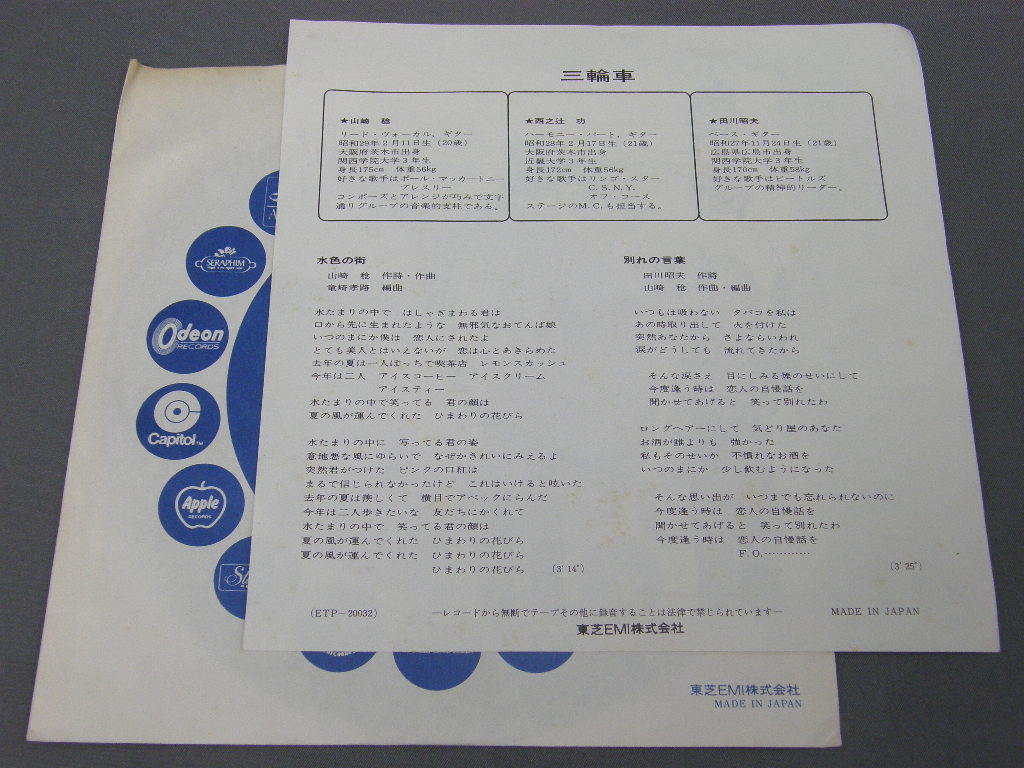 三輪車
★山崎 稔
リード・ヴォーカル，ギター
昭和29年2月11日生（20歳）
大阪府茨木市出身
関西学院大学3年生
身長175cm 体重56kg
好きな歌手はポール・マッカートニー
プレスリー
コンポーズとアレンジが巧みで文字
通りグループの音楽的支柱である。
★西之辻 功
ハーモニー・パート，ギター
昭和28年2月17日生（21歳）
大阪府茨木市出身
近畿大学3年生
身長172cm 体重56kg
好きな歌手はリンゴ・スター
C.S.N.Y.
オフ・コース
ステージのM.C.も担当する。
★田川昭夫
ベース・ギター
昭和27年11月24日生（21歳）
広島県広島市出身
関西学院大学3年生
身長170cm 体重58kg
好きな歌手はビートルズ
グループの精神的リーダー。
水色の街
山崎 稔 作詩・作曲
竜崎孝路 編曲
水たまりの中で はしゃぎまわる君は
口から先に生まれたような 無邪気なおてんば娘
いつのまにか僕は 恋人にされたよ
とても美人とはいえないが 恋は心とあきらめた
去年の夏は一人ぼっちで喫茶店 レモンスカッシュ
今年は二人 アイスコーヒー アイスクリーム
アイスティー
水たまりの中で笑ってる 君の顔は
夏の風が運んでくれた ひまわりの花びら
水たまりの中に 写ってる君の姿
意地悪な風にゆらいで なぜかきれいにみえるよ
突然君がつけた ピンクの口紅は
まるで信じられなかったけど これはいけると呟いた
去年の夏は羨しくて 横目でアベックにらんだ
今年は二人歩きたいな 友だちにかくれて
水たまりの中で 笑ってる君の顔は
夏の風が運んでくれた ひまわりの花びら
夏の風が運んでくれた ひまわりの花びら
ひまわりの花びら （3′14″）
別れの言葉
田川昭夫 作詩
山崎 稔 作曲・編曲
いつもは吸わない タバコを私は
あの時取り出して 火を付けた
突然あなたから さよならいわれ
涙がどうしても 流れてきたから
そんな涙さえ 目にしみる煙のせいにして
今度逢う時は 恋人の自慢話を
聞かせてあげると 笑って別れたわ
ロングヘアーにして 気どり屋のあなた
お酒が誰よりも 強かった
私もそのせいか 不慣れなお酒を
いつのまにか 少し飲むようになった
そんな思い出が いつまでも忘れられないのに
今度逢う時は 恋人の自慢話を
聞かせてあげると 笑って別れたわ
今度逢う時は 恋人の自慢話を
F.O.…………
（3′25″）
（ETP−20032） —レコードから無断でテープその他に録音することは法律で禁じられています— MADE IN JAPAN
東芝EMI株式会社
SERAPHIM
Odeon
RECORDS
Capitol™
Apple
RECORDS
東芝EMI株式会社
MADE IN JAPAN